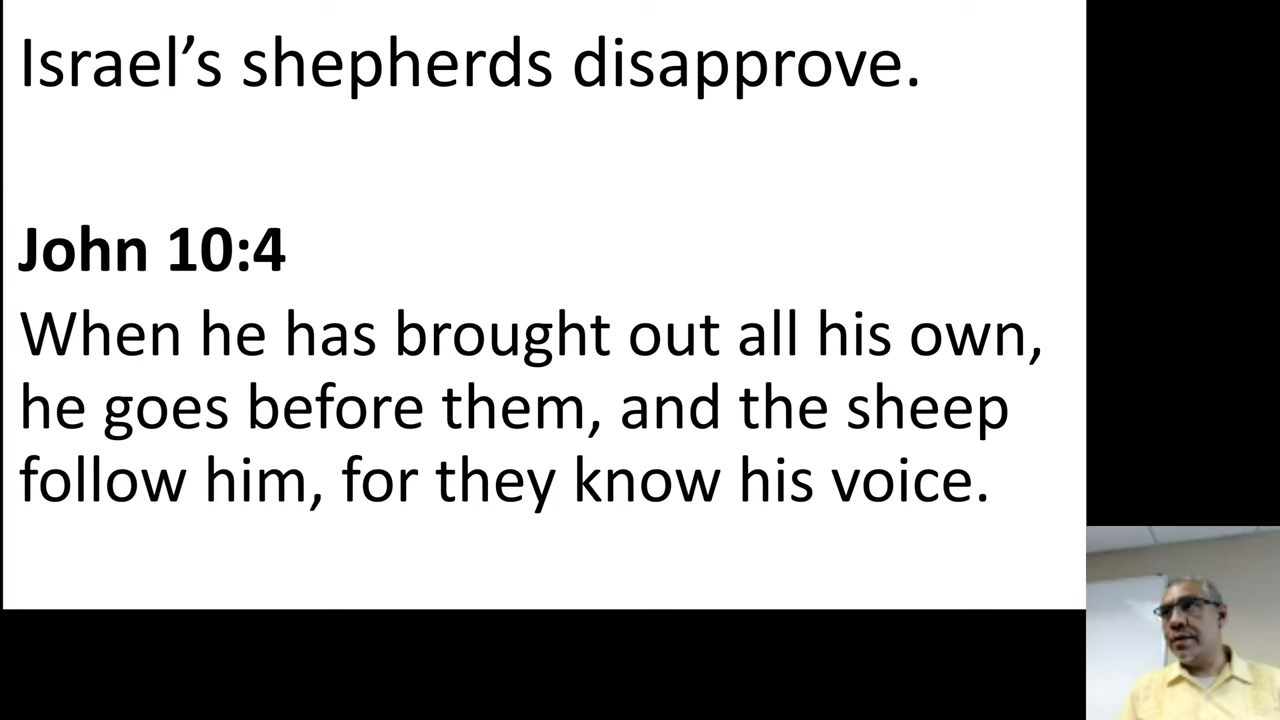 Israel’s shepherds disapprove.
John 10:4
When he has brought out all his own,
he goes before them, and the sheep
follow him, for they know his voice.